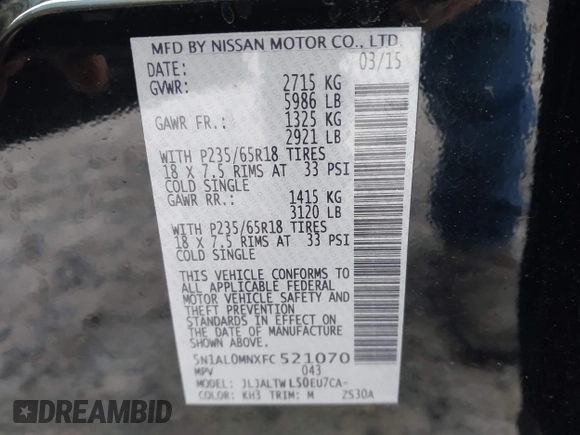 MFD BY NISSAN MOTOR CO., LTD.
DATE: 03/15
GVWR: 2715 KG
5986 LB
GAWR FR.: 1325 KG
2921 LB
WITH P235/65R18 TIRES
18 X 7.5 RIMS AT 33 PSI
COLD SINGLE
GAWR RR.: 1415 KG
3120 LB
WITH P235/65R18 TIRES
18 X 7.5 RIMS AT 33 PSI
COLD SINGLE
THIS VEHICLE CONFORMS TO
ALL APPLICABLE FEDERAL
MOTOR VEHICLE SAFETY AND
THEFT PREVENTION
STANDARDS IN EFFECT ON
THE DATE OF MANUFACTURE
SHOWN ABOVE.
5N1AL0MNXFC521070
MPV 043
MODEL: JLJALTWL50EU7CA-
COLOR: KH3 TRIM: M ZS30A
© EPICBID
DREAMBID